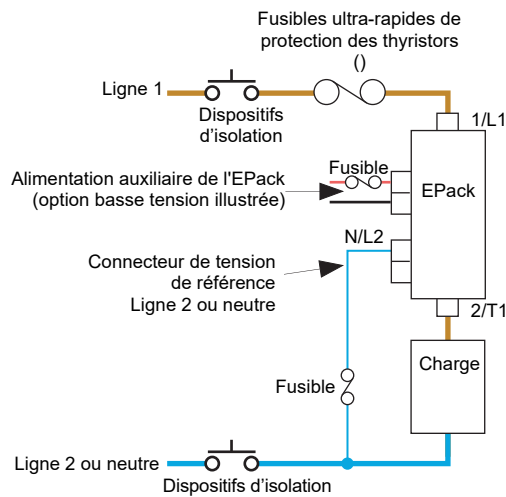 Fusibles ultra-rapides de
protection des thyristors
()
Ligne 1
Dispositifs
d'isolation
1/L1
Fusible
Alimentation auxiliaire de l'EPack
(option basse tension illustrée)
EPack
N/L2
Connecteur de tension
de référence
Ligne 2 ou neutre
2/T1
Charge
Fusible
Ligne 2 ou neutre
Dispositifs d'isolation